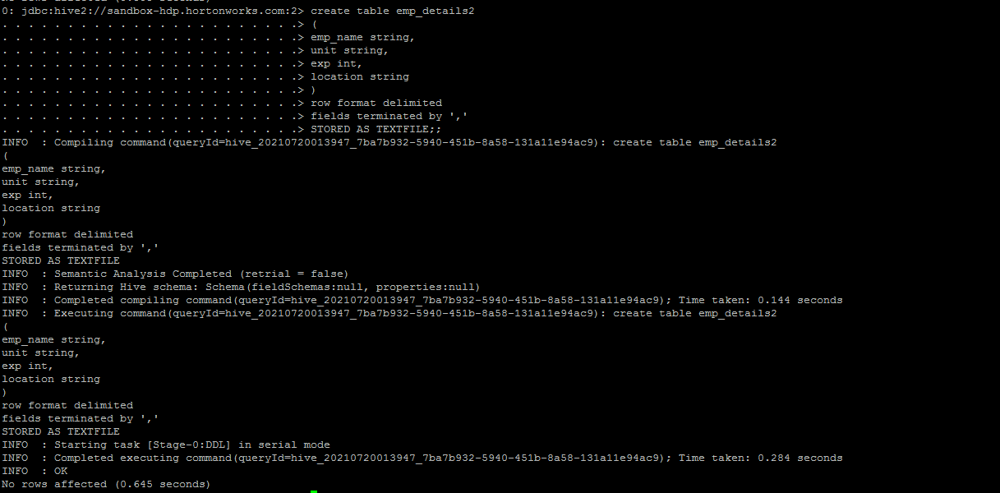 0: jdbc:hive2://sandbox-hdp.hortonworks.com:2> create table emp_details2
. . . . . . . . . . . . . . . . . . . . . . .> (
. . . . . . . . . . . . . . . . . . . . . . .> emp_name string,
. . . . . . . . . . . . . . . . . . . . . . .> unit string,
. . . . . . . . . . . . . . . . . . . . . . .> exp int,
. . . . . . . . . . . . . . . . . . . . . . .> location string
. . . . . . . . . . . . . . . . . . . . . . .> )
. . . . . . . . . . . . . . . . . . . . . . .> row format delimited
. . . . . . . . . . . . . . . . . . . . . . .> fields terminated by ','
. . . . . . . . . . . . . . . . . . . . . . .> STORED AS TEXTFILE;;
INFO  : Compiling command(queryId=hive_20210720013947_7ba7b932-5940-451b-8a58-131a11e94ac9): create table emp_details2
(
emp_name string,
unit string,
exp int,
location string
)
row format delimited
fields terminated by ','
STORED AS TEXTFILE
INFO  : Semantic Analysis Completed (retrial = false)
INFO  : Returning Hive schema: Schema(fieldSchemas:null, properties:null)
INFO  : Completed compiling command(queryId=hive_20210720013947_7ba7b932-5940-451b-8a58-131a11e94ac9); Time taken: 0.144 seconds
INFO  : Executing command(queryId=hive_20210720013947_7ba7b932-5940-451b-8a58-131a11e94ac9): create table emp_details2
(
emp_name string,
unit string,
exp int,
location string
)
row format delimited
fields terminated by ','
STORED AS TEXTFILE
INFO  : Starting task [Stage-0:DDL] in serial mode
INFO  : Completed executing command(queryId=hive_20210720013947_7ba7b932-5940-451b-8a58-131a11e94ac9); Time taken: 0.284 seconds
INFO  : OK
No rows affected (0.645 seconds)